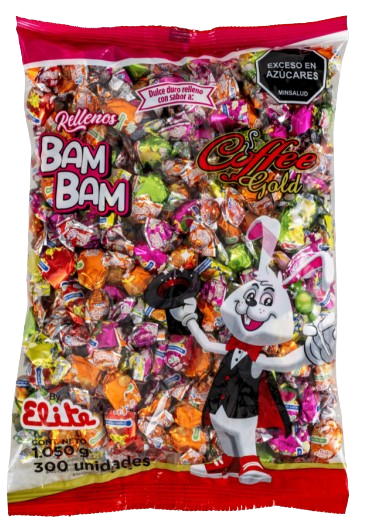 EXCESO EN
AZÚCARES
MINSALUD
Dulce duro relleno
con sabor a:
Rellenos
BAM
BAM
Coffee
Gold
By
Elite
CONT. NETO
1.050 g
300 unidades